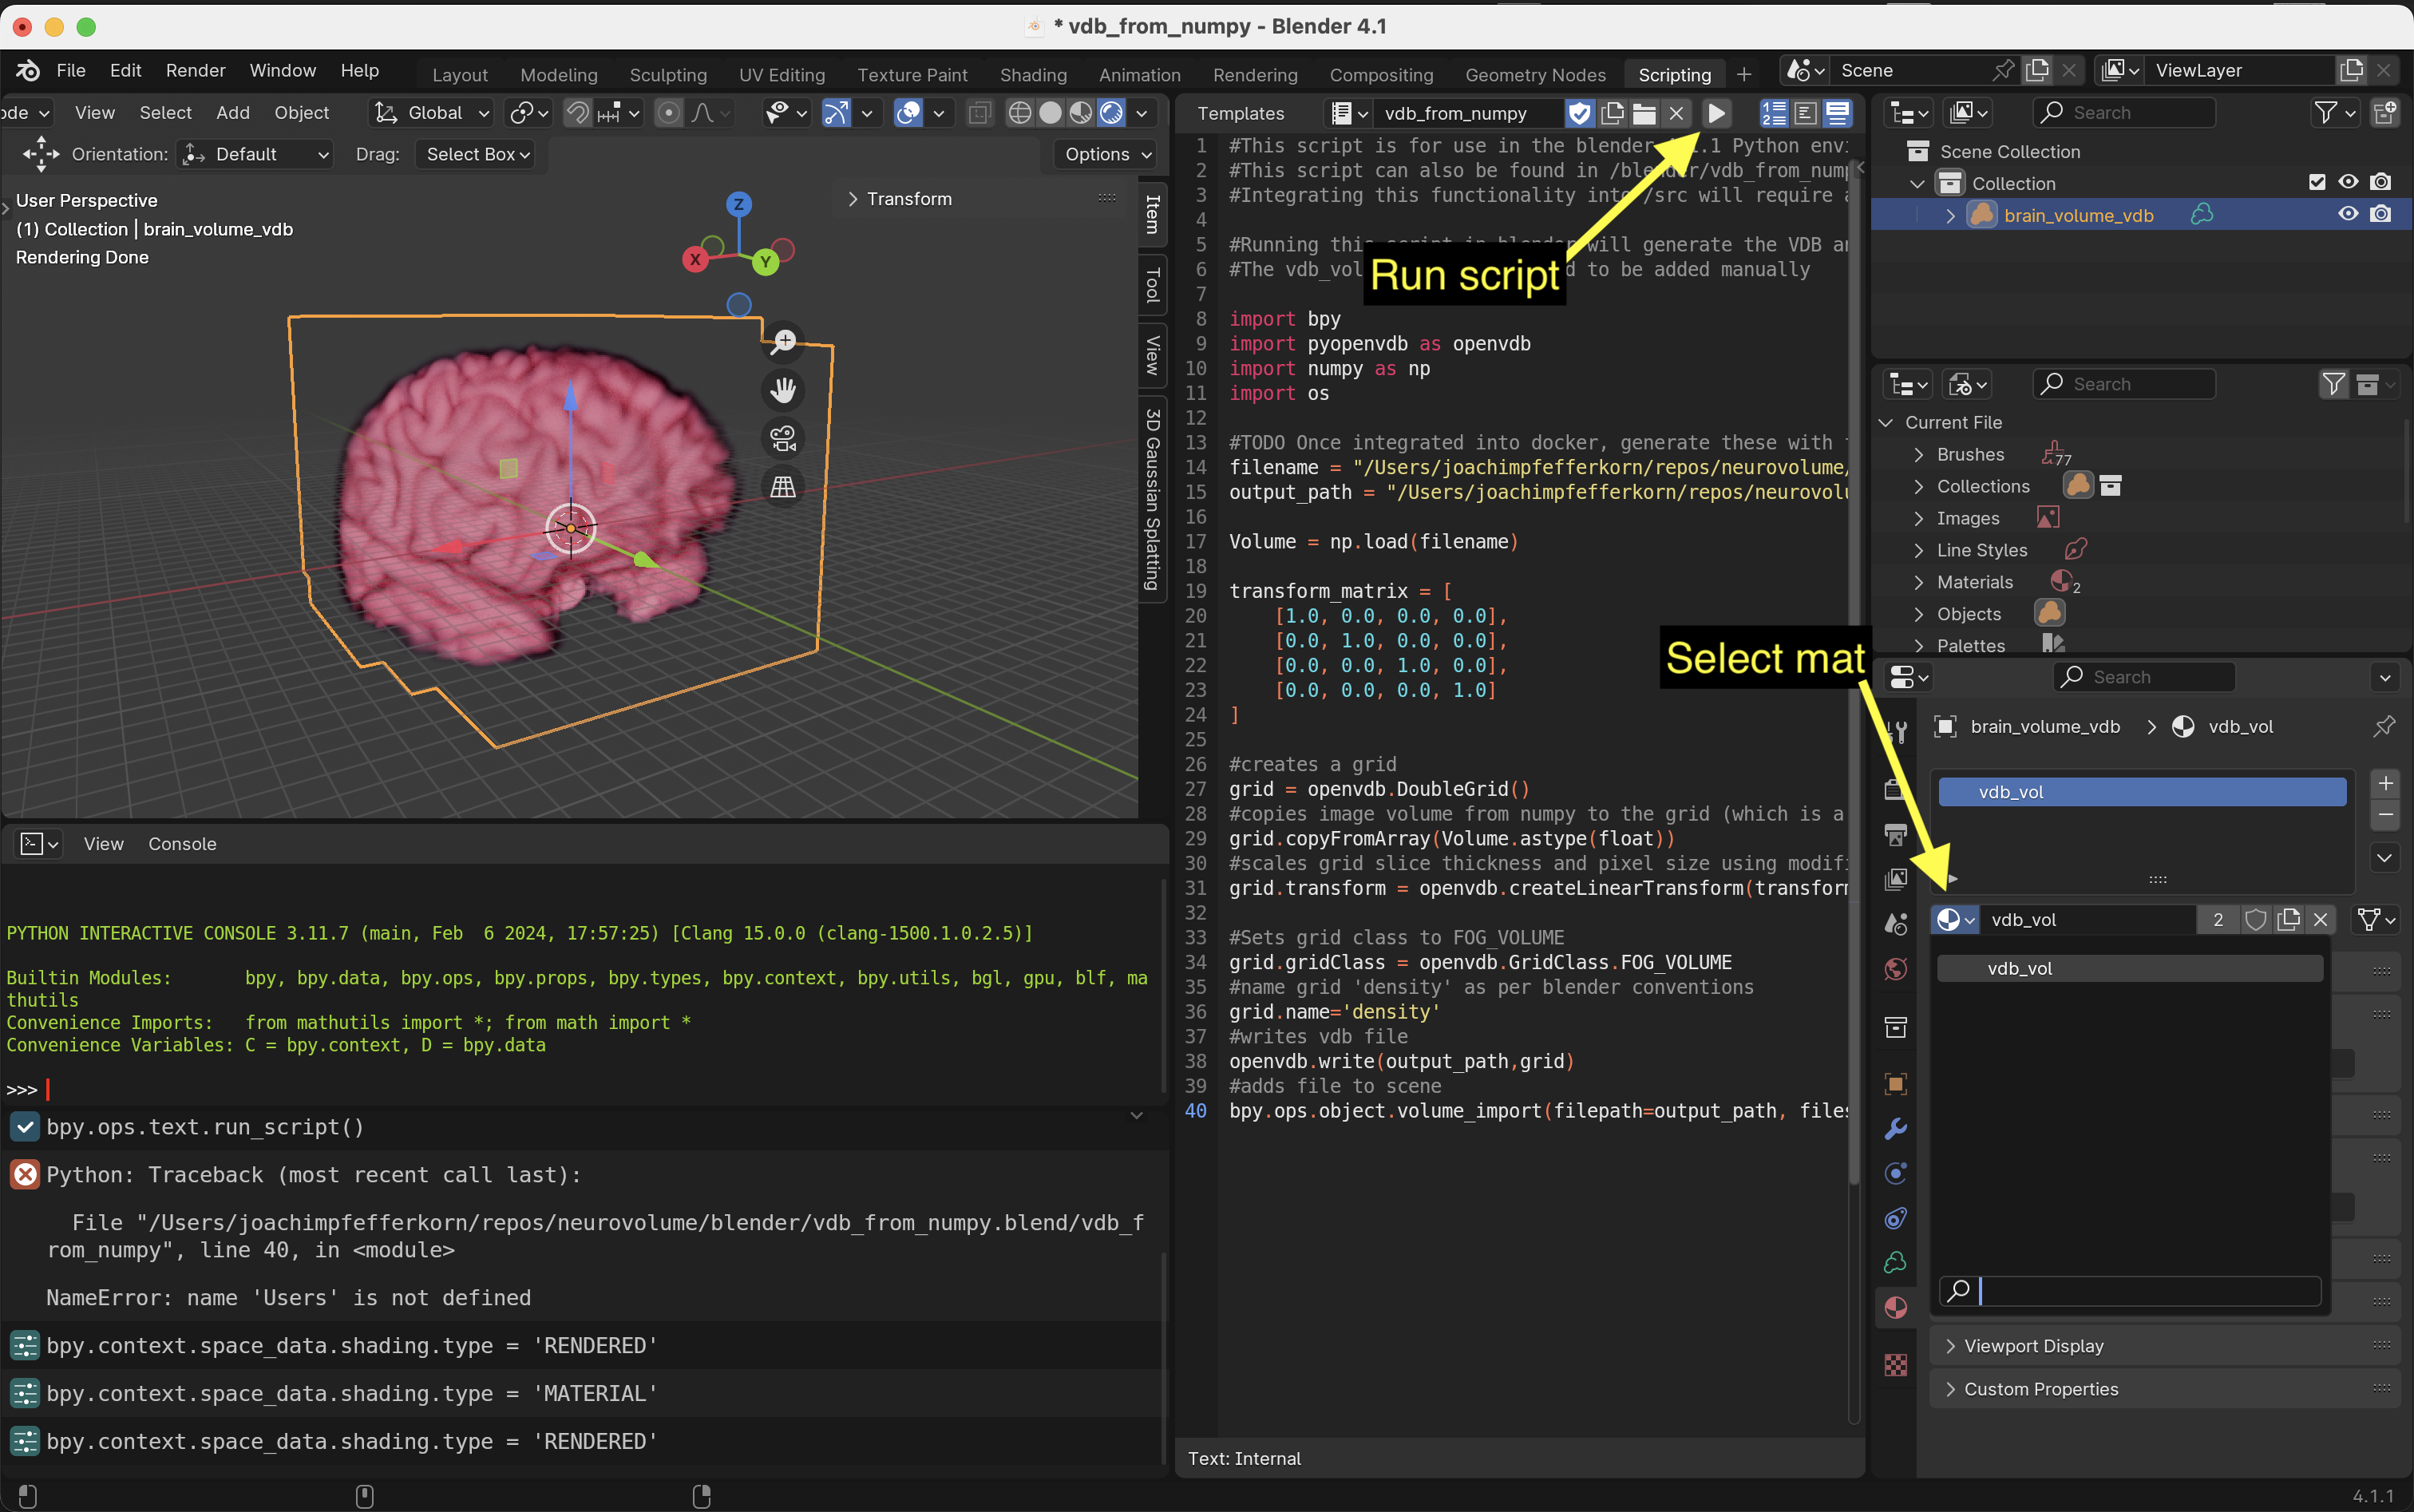 * vdb_from_numpy - Blender 4.1
File Edit Render Window Help
Layout Modeling Sculpting UV Editing Texture Paint Shading Animation Rendering Compositing Geometry Nodes Scripting
Scene
ViewLayer
View Select Add Object
Global
Orientation: Default Drag: Select Box
Options
User Perspective
(1) Collection | brain_volume_vdb
Rendering Done
Transform
Z
X
Y
Item
Tool
View
3D Gaussian Splatting
View Console
PYTHON INTERACTIVE CONSOLE 3.11.7 (main, Feb  6 2024, 17:57:25) [Clang 15.0.0 (clang-1500.1.0.2.5)]
Builtin Modules:       bpy, bpy.data, bpy.ops, bpy.props, bpy.types, bpy.context, bpy.utils, bgl, gpu, blf, ma
thutils
Convenience Imports:   from mathutils import *; from math import *
Convenience Variables: C = bpy.context, D = bpy.data
>>>
bpy.ops.text.run_script()
Python: Traceback (most recent call last):
File "/Users/joachimpfefferkorn/repos/neurovolume/blender/vdb_from_numpy.blend/vdb_f
rom_numpy", line 40, in <module>
NameError: name 'Users' is not defined
bpy.context.space_data.shading.type = 'RENDERED'
bpy.context.space_data.shading.type = 'MATERIAL'
bpy.context.space_data.shading.type = 'RENDERED'
Templates
vdb_from_numpy
1 #This script is for use in the blender .1 Python
2 #This script can also be found in /blender/vdb_from_num
3 #Integrating this functionality into /src will require
4
5 #Running this script in blender will generate the VDB
6 #The to be added manually
Run script
7
8 import bpy
9 import pyopenvdb as openvdb
10 import numpy as np
11 import os
12
13 #TODO Once integrated into docker, generate these with
14 filename = "/Users/joachimpfefferkorn/repos/neurovolume/
15 output_path = "/Users/joachimpfefferkorn/repos/neurovolu
16
17 Volume = np.load(filename)
18
19 transform_matrix = [
20     [1.0, 0.0, 0.0, 0.0],
21     [0.0, 1.0, 0.0, 0.0],
22     [0.0, 0.0, 1.0, 0.0],
23     [0.0, 0.0, 0.0, 1.0]
24 ]
25
26 #creates a grid
27 grid = openvdb.DoubleGrid()
28 #copies image volume from numpy to the grid (which is a
29 grid.copyFromArray(Volume.astype(float))
30 #scales grid slice thickness and pixel size using modif
31 grid.transform = openvdb.createLinearTransform(transform
32
33 #Sets grid class to FOG_VOLUME
34 grid.gridClass = openvdb.GridClass.FOG_VOLUME
35 #name grid 'density' as per blender conventions
36 grid.name='density'
37 #writes vdb file
38 openvdb.write(output_path,grid)
39 #adds file to scene
40 bpy.ops.object.volume_import(filepath=output_path, files
Text: Internal
Search
Scene Collection
Collection
brain_volume_vdb
Search
Current File
Brushes 77
Collections
Images
Line Styles
Materials 2
Objects
Palettes
Select mat
Search
brain_volume_vdb vdb_vol
vdb_vol
vdb_vol 2
vdb_vol
Viewport Display
Custom Properties
4.1.1